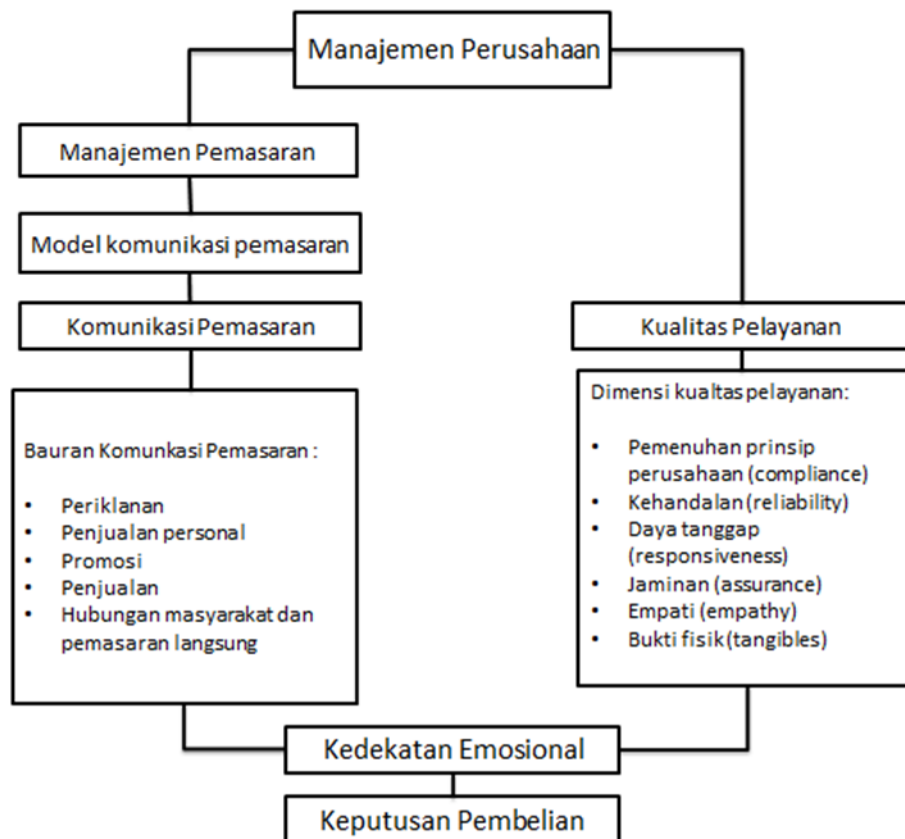 Manajemen Perusahaan
Manajemen Pemasaran
Model komunikasi pemasaran
Komunikasi Pemasaran
Bauran Komunkasi Pemasaran :
• Periklanan
• Penjualan personal
• Promosi
• Penjualan
• Hubungan masyarakat dan
pemasaran langsung
Kualitas Pelayanan
Dimensi kualtas pelayanan:
• Pemenuhan prinsip
perusahaan (compliance)
• Kehandalan (reliability)
• Daya tanggap
(responsiveness)
• Jaminan (assurance)
• Empati (empathy)
• Bukti fisik (tangibles)
Kedekatan Emosional
Keputusan Pembelian